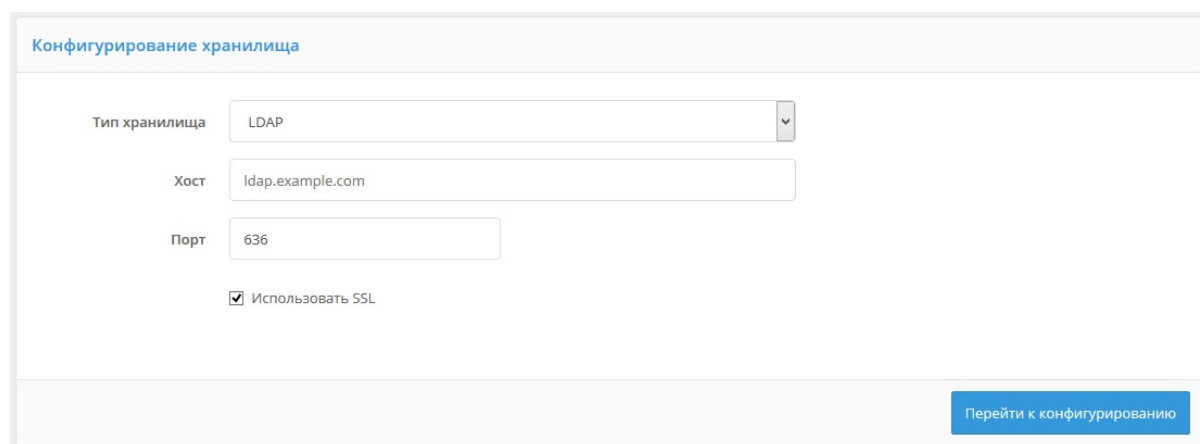 Конфигурирование хранилища
Тип хранилища LDAP
Хост ldap.example.com
Порт 636
Использовать SSL
Перейти к конфигурированию